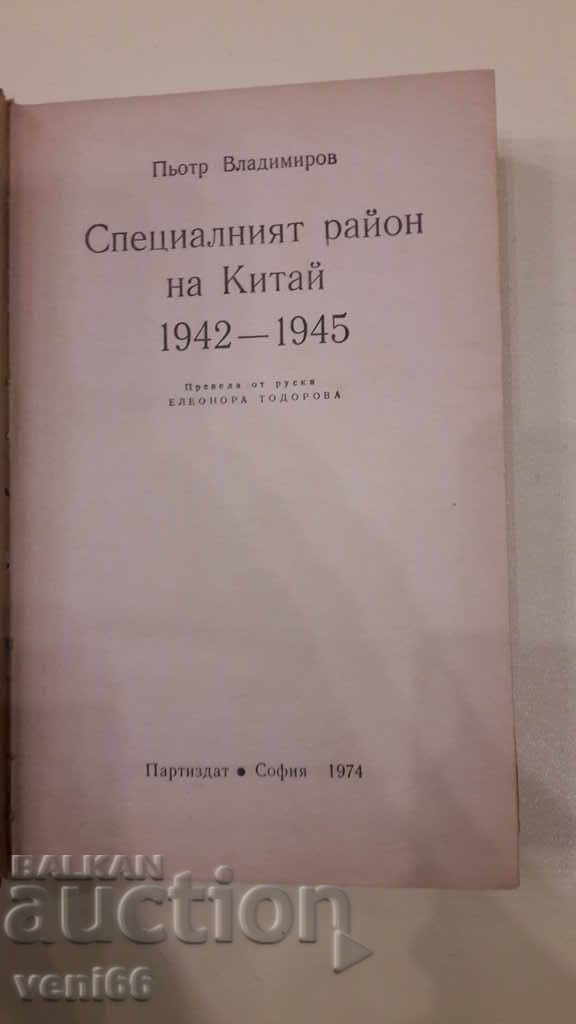 Пьотр Владимиров
Специалният район
на Китай
1942—1945
Превела от руски
ЕЛЕОНОРА ТОДОРОВА
Партиздат • София 1974
BALKAN
auction
veni66